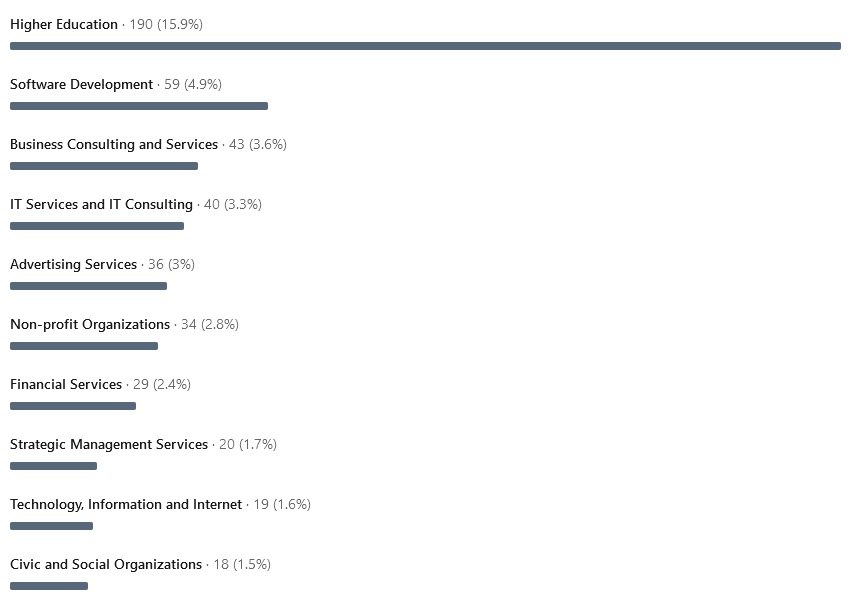 Higher Education · 190 (15.9%)
Software Development · 59 (4.9%)
Business Consulting and Services · 43 (3.6%)
IT Services and IT Consulting · 40 (3.3%)
Advertising Services · 36 (3%)
Non-profit Organizations · 34 (2.8%)
Financial Services · 29 (2.4%)
Strategic Management Services · 20 (1.7%)
Technology, Information and Internet · 19 (1.6%)
Civic and Social Organizations · 18 (1.5%)